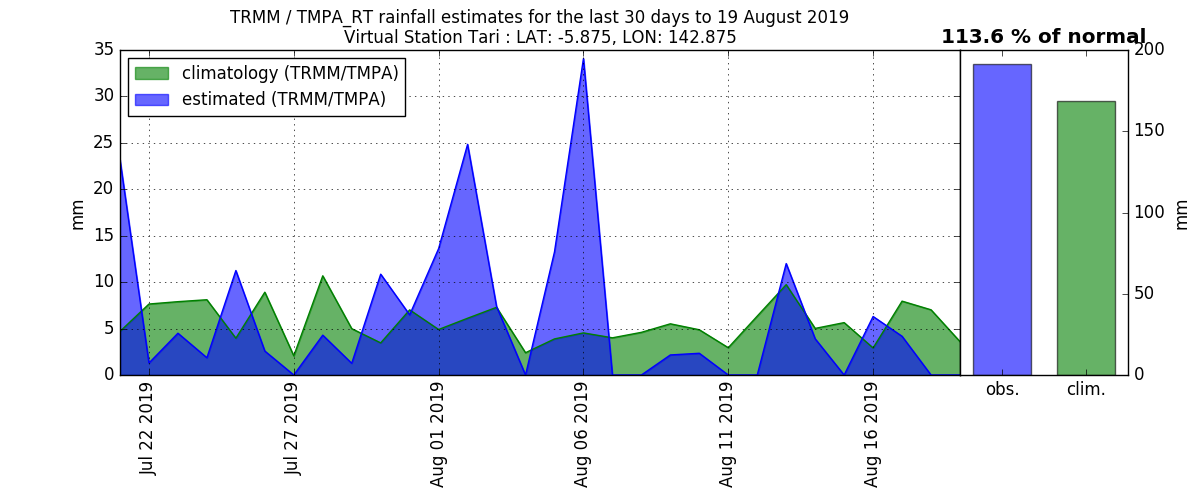 TRMM / TMPA_RT rainfall estimates for the last 30 days to 19 August 2019
Virtual Station Tari : LAT: -5.875, LON: 142.875
113.6 % of normal
climatology (TRMM/TMPA)
estimated (TRMM/TMPA)
35
30
25
20
15
10
5
0
mm
Jul 22 2019
Jul 27 2019
Aug 01 2019
Aug 06 2019
Aug 11 2019
Aug 16 2019
200
150
100
50
0
mm
obs.
clim.